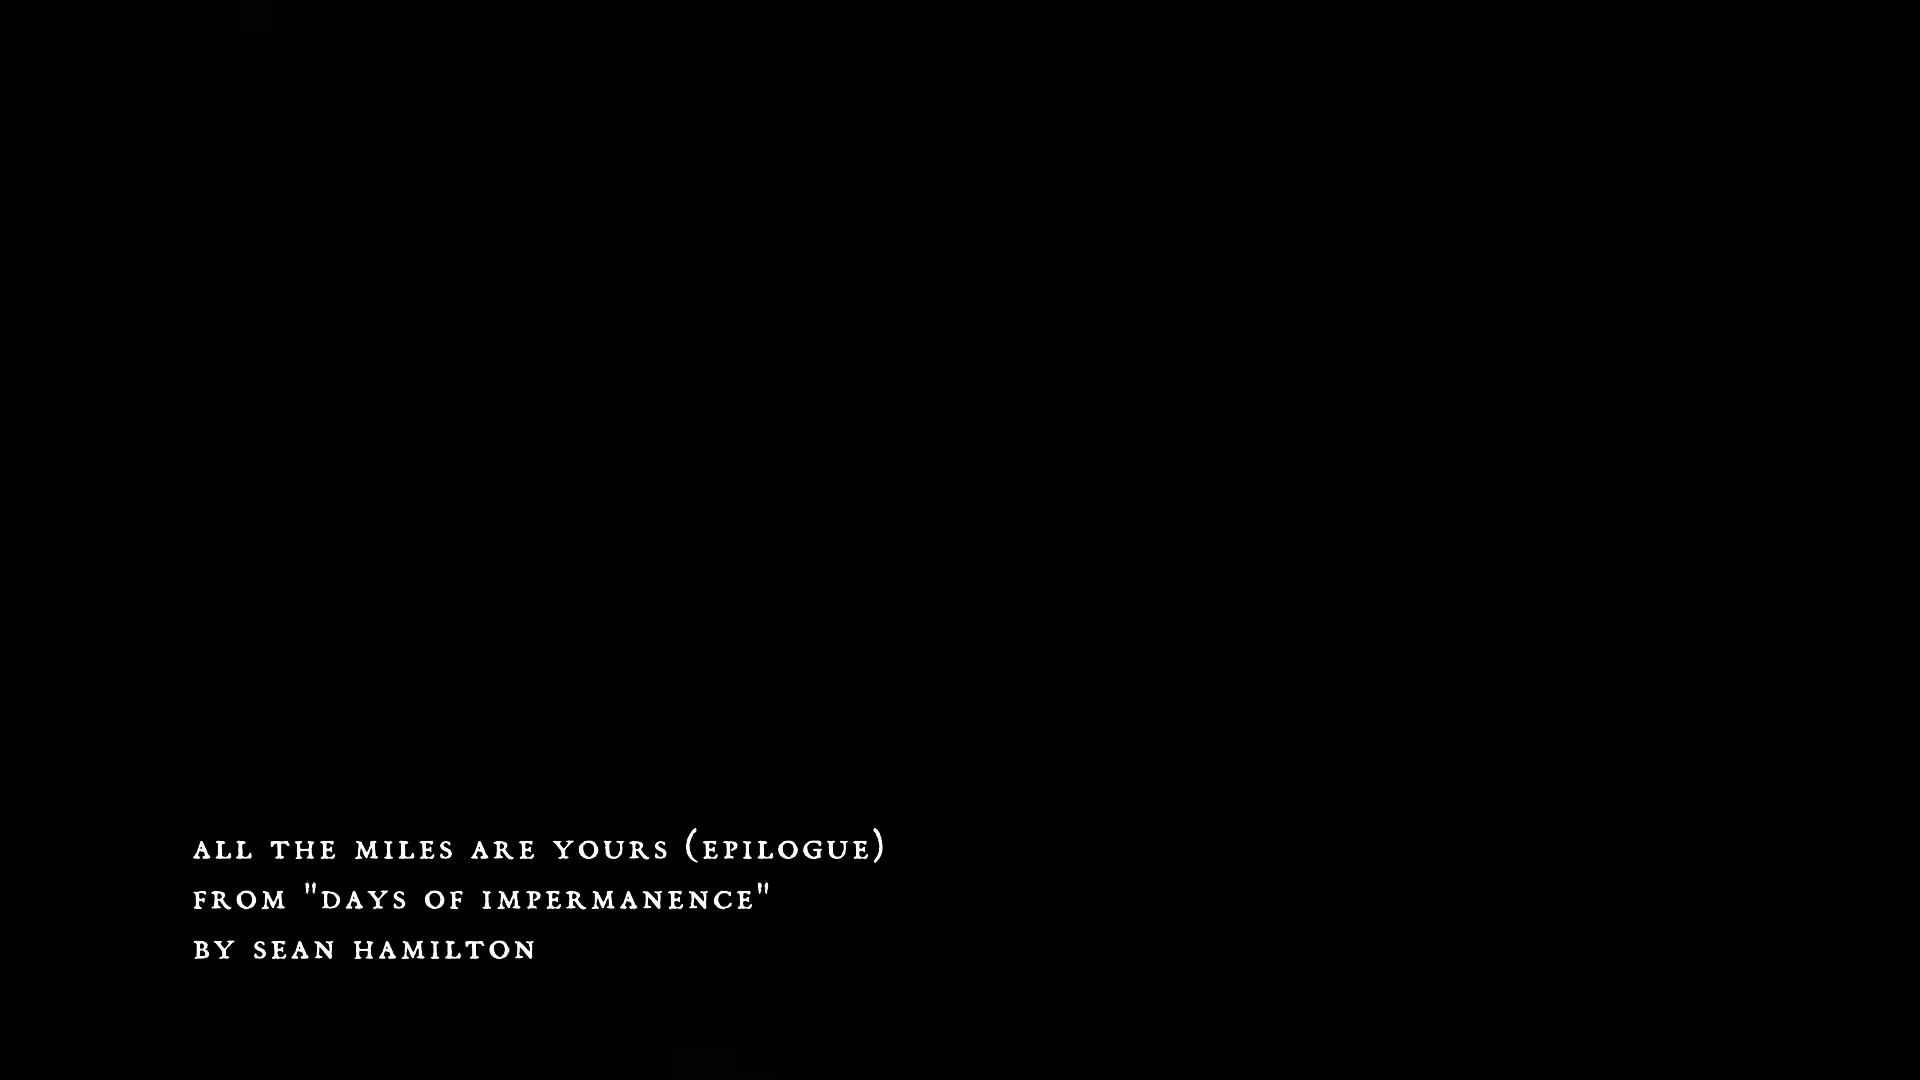 ALL THE MILES ARE YOURS (EPILOGUE)
FROM "DAYS OF IMPERMANENCE"
BY SEAN HAMILTON